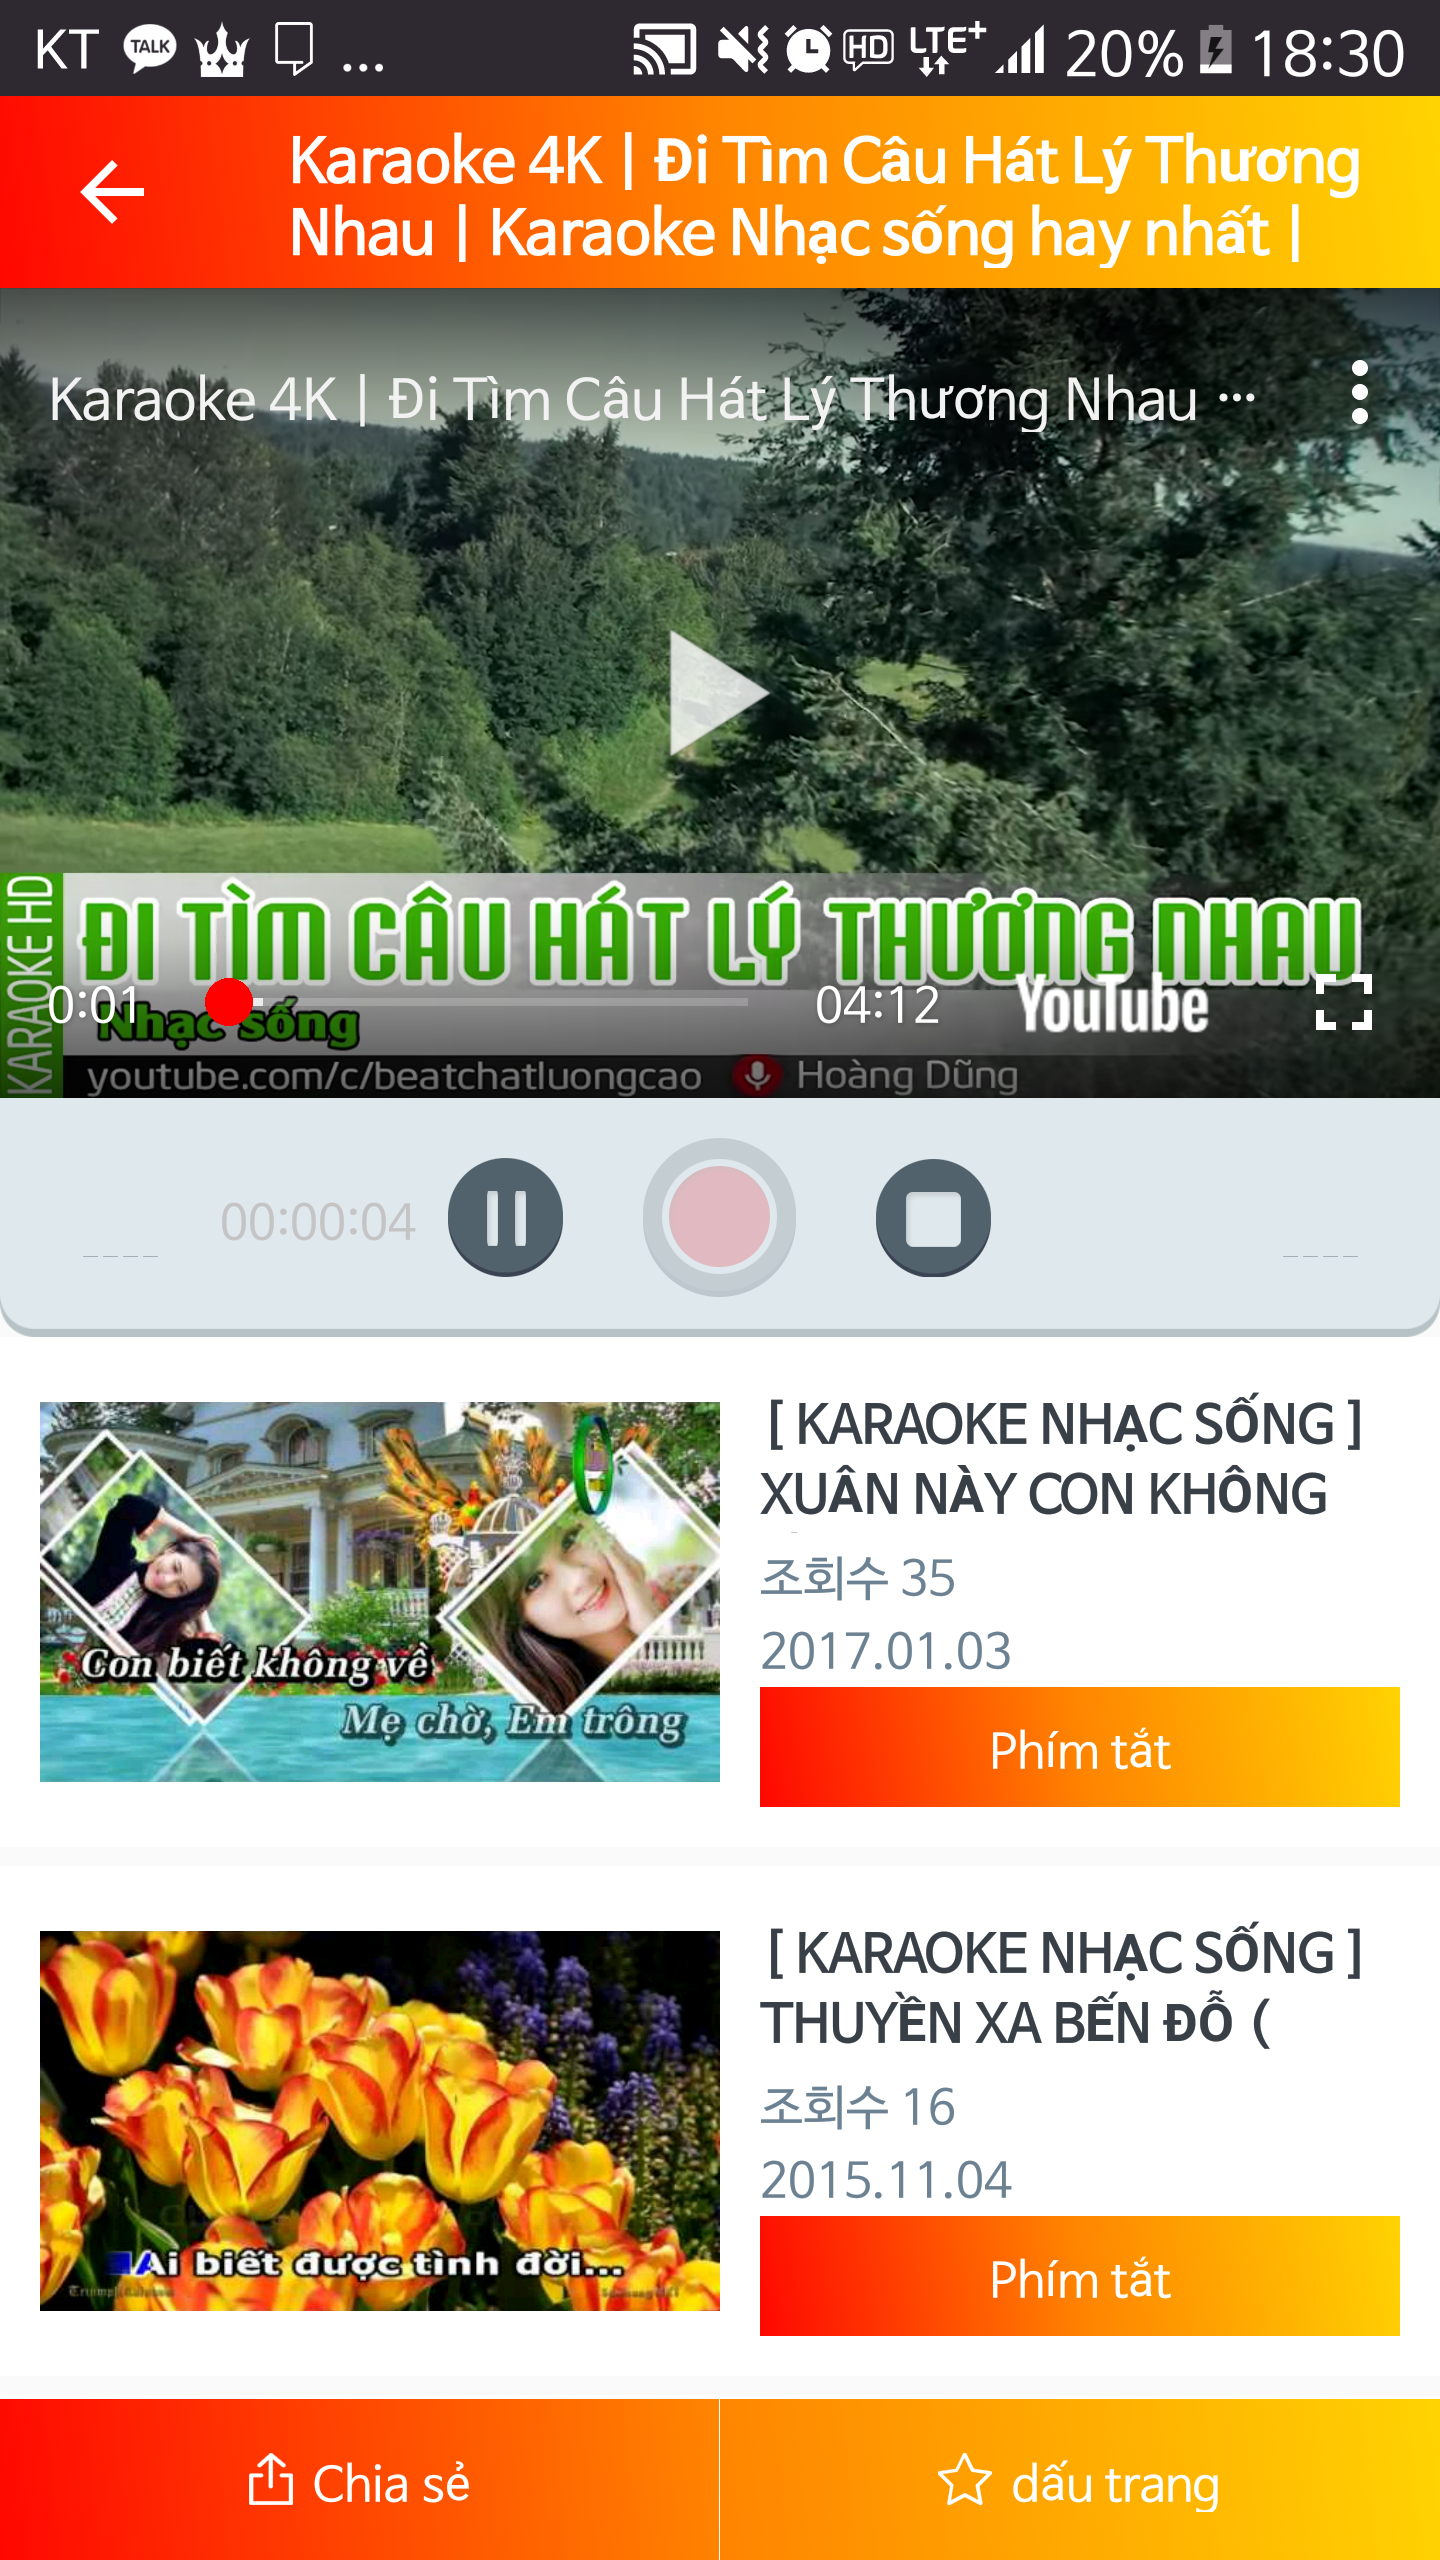 KT TALK ... HD LTE+ 20% 18:30
Karaoke 4K | Đi Tìm Câu Hát Lý Thương
Nhau | Karaoke Nhạc sống hay nhất |
Karaoke 4K | Đi Tìm Câu Hát Lý Thương Nhau ...
KARAOKE HD
ĐI TÌM CÂU HÁT LÝ THƯƠNG NHAU
0:01 04:12 YouTube
Nhạc sống
youtube.com/c/beatchatluongcao Hoàng Dũng
00:00:04
[ KARAOKE NHẠC SỐNG ]
XUÂN NÀY CON KHÔNG
조회수 35
2017.01.03
Phím tắt
Con biết không về
Mẹ chờ, Em trông
[ KARAOKE NHẠC SỐNG ]
THUYỀN XA BẾN ĐỖ (
조회수 16
2015.11.04
Phím tắt
Ai biết được tình đời...
Chia sẻ
dấu trang